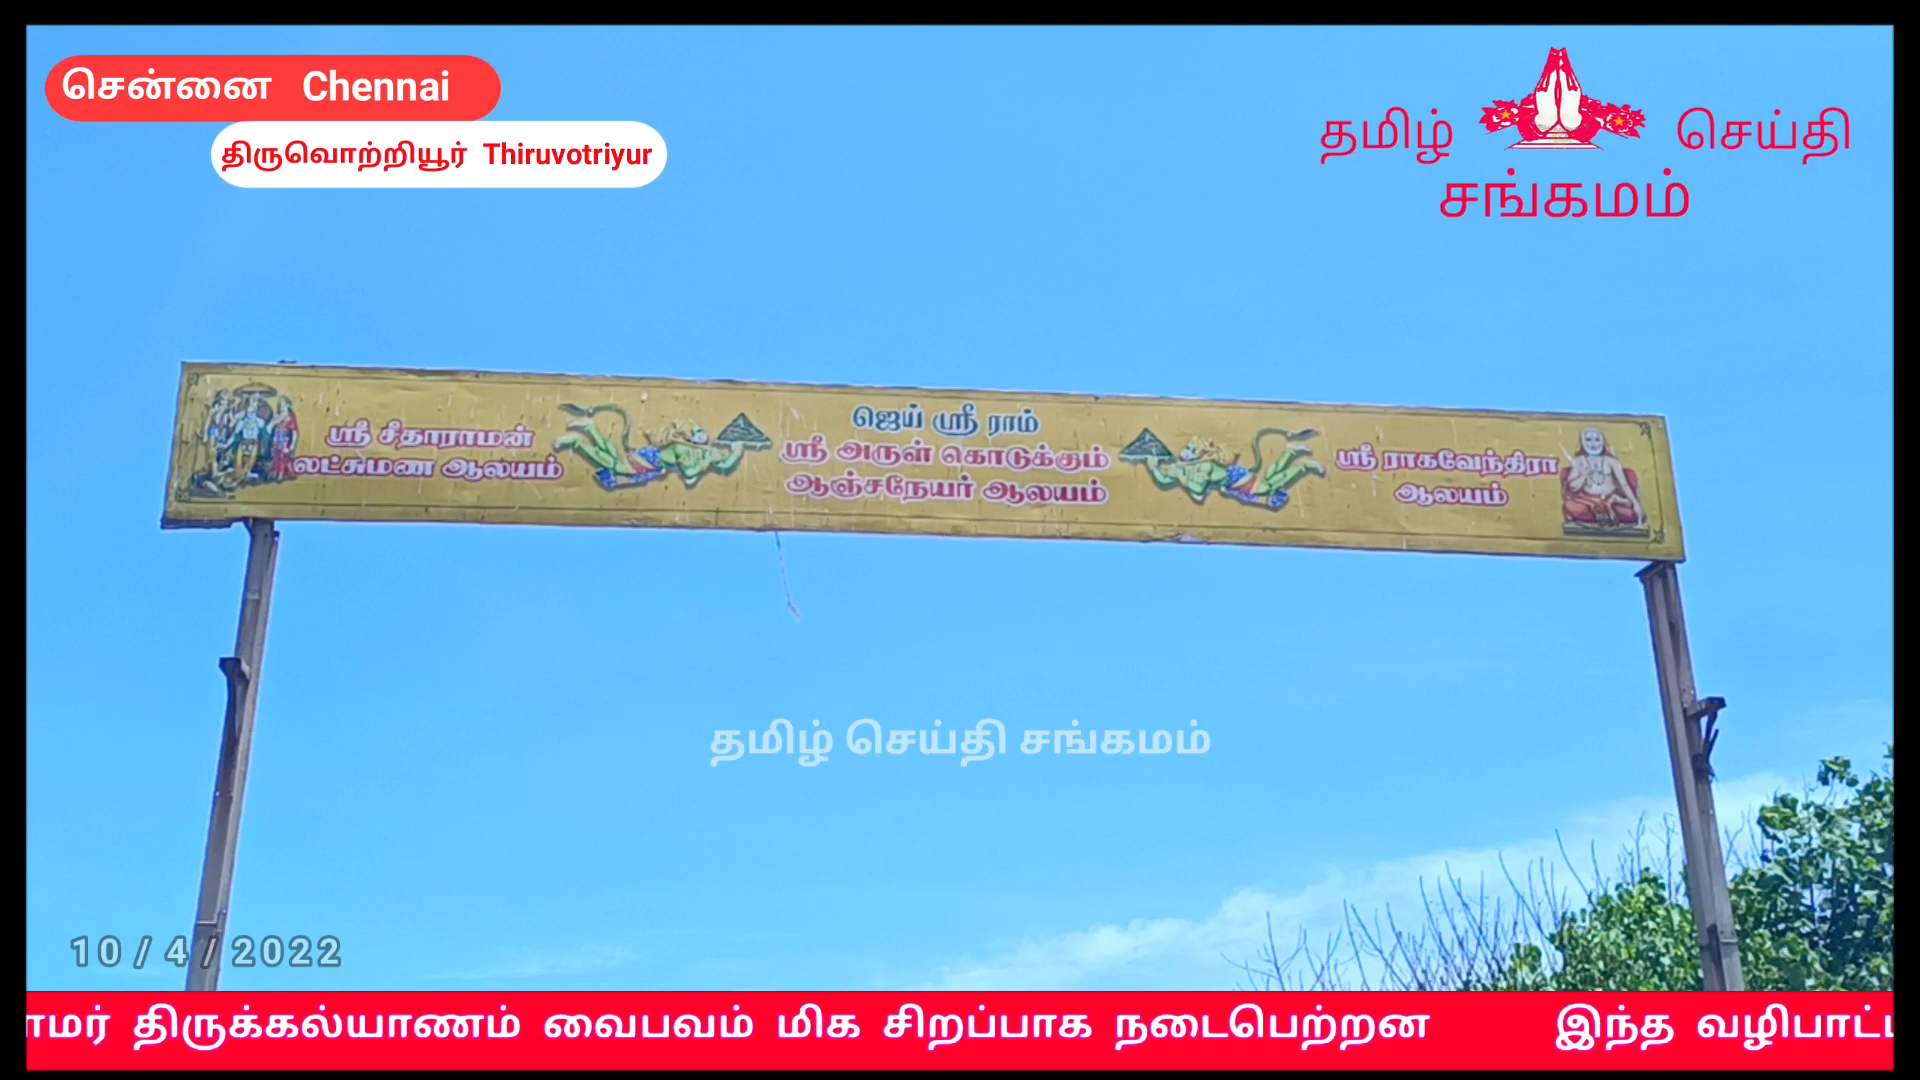 சென்னை Chennai
திருவொற்றியூர் Thiruvotriyur
தமிழ் செய்தி
சங்கமம்
ஸ்ரீ சீதாராமன்
லட்சுமண ஆலயம்
ஜெய் ஸ்ரீ ராம்
ஸ்ரீ அருள் கொடுக்கும்
ஆஞ்சநேயர் ஆலயம்
ஸ்ரீ ராகவேந்திரா
ஆலயம்
தமிழ் செய்தி சங்கமம்
10/4/2022
திருக்கல்யாணம் வைபவம் மிக சிறப்பாக நடைபெற்றன இந்த